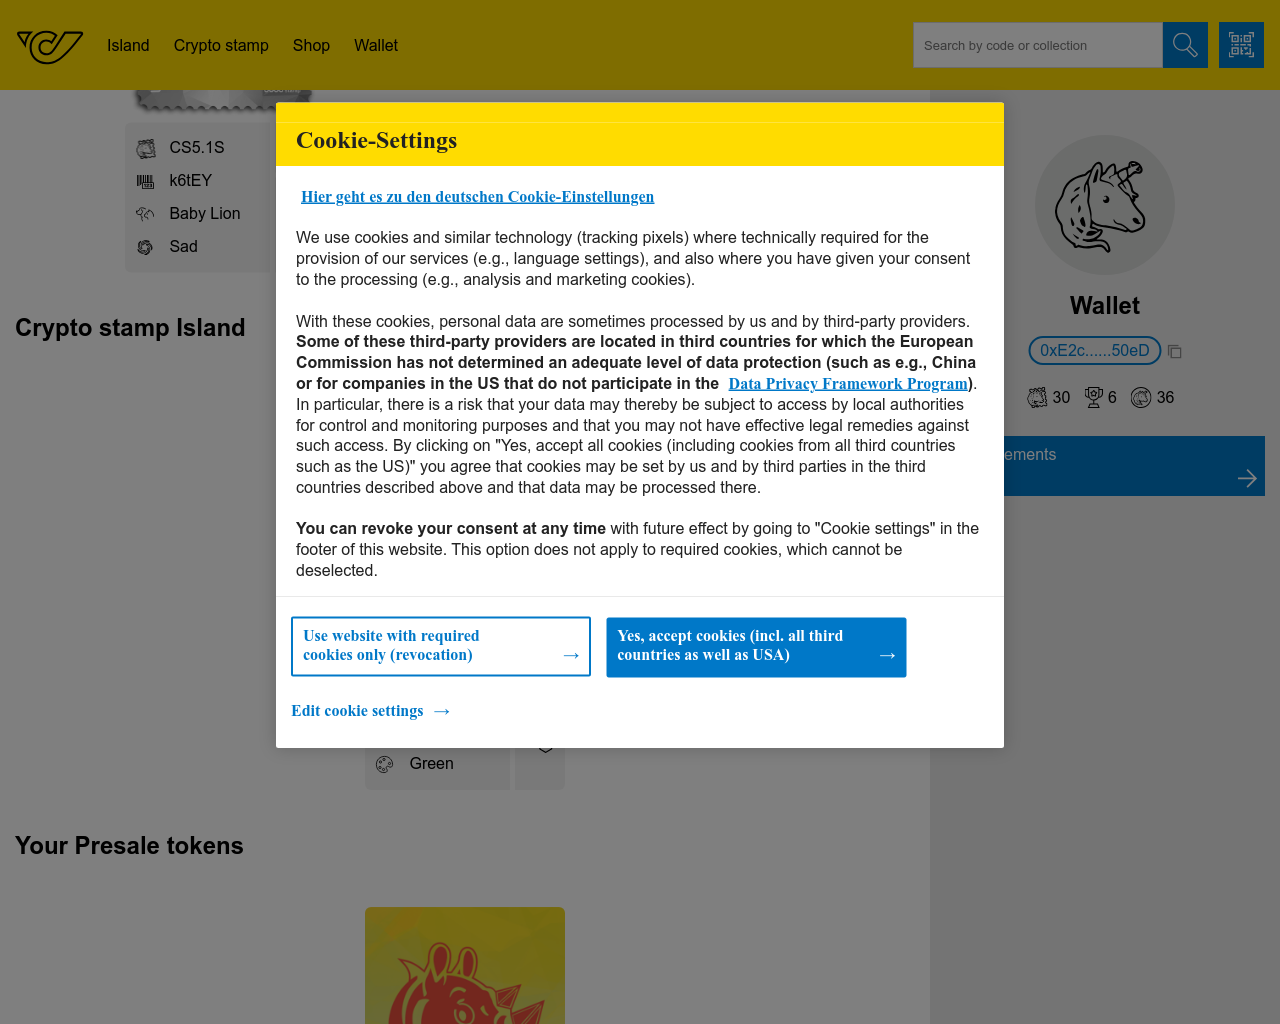 Island Crypto stamp Shop Wallet
Search by code or collection
CS5.1S
k6tEY
Baby Lion
Sad
Crypto stamp Island
Cookie-Settings
Hier geht es zu den deutschen Cookie-Einstellungen
We use cookies and similar technology (tracking pixels) where technically required for the
provision of our services (e.g., language settings), and also where you have given your consent
to the processing (e.g., analysis and marketing cookies).
With these cookies, personal data are sometimes processed by us and by third-party providers.
Some of these third-party providers are located in third countries for which the European
Commission has not determined an adequate level of data protection (such as e.g., China
or for companies in the US that do not participate in the Data Privacy Framework Program).
In particular, there is a risk that your data may thereby be subject to access by local authorities
for control and monitoring purposes and that you may not have effective legal remedies against
such access. By clicking on "Yes, accept all cookies (including cookies from all third countries
such as the US)" you agree that cookies may be set by us and by third parties in the third
countries described above and that data may be processed there.
You can revoke your consent at any time with future effect by going to "Cookie settings" in the
footer of this website. This option does not apply to required cookies, which cannot be
deselected.
Use website with required
cookies only (revocation)
Yes, accept cookies (incl. all third
countries as well as USA)
Edit cookie settings
Wallet
0xE2c......50eD
30 6 36
ements
Green
Your Presale tokens